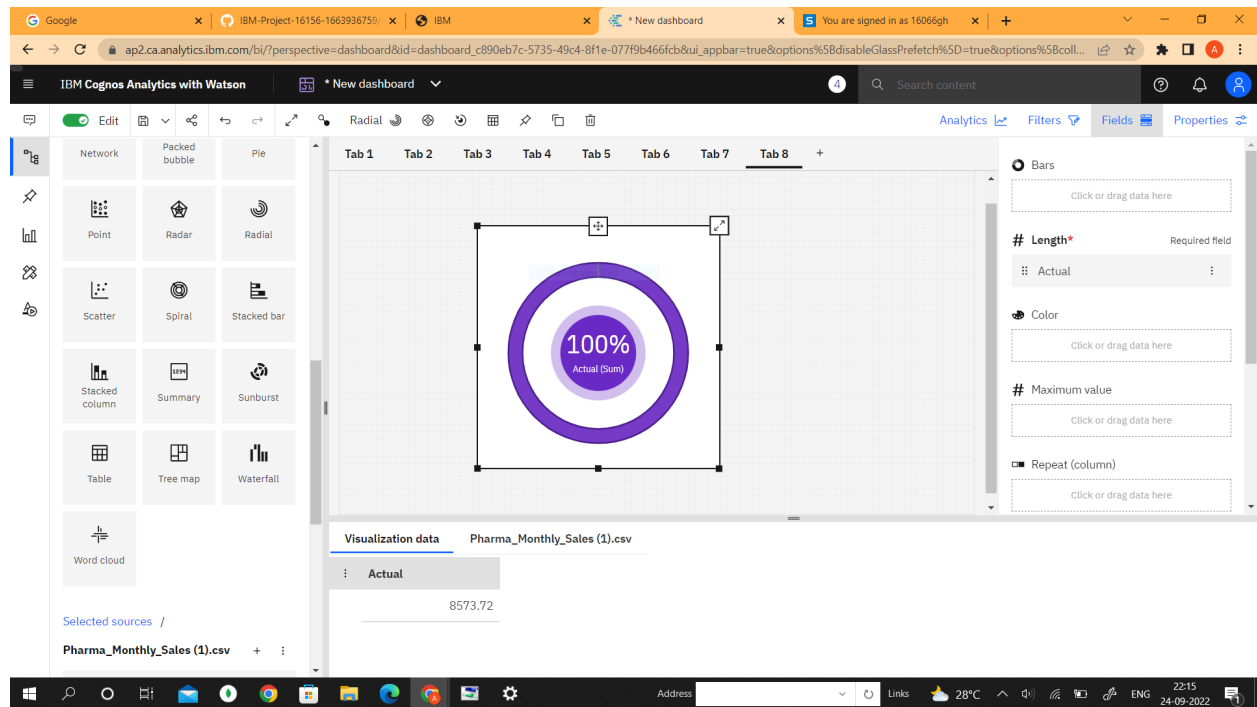 Google
IBM-Project-16156-1663936759/
IBM
* New dashboard
You are signed in as 16066gh
ap2.ca.analytics.ibm.com/bi/?perspective=dashboard&id=dashboard_c890eb7c-5735-49c4-8f1e-077f9b466fcb&ui_appbar=true&options%5BdisableGlassPrefetch%5D=true&options%5Bcoll...
A
IBM Cognos Analytics with Watson
* New dashboard
4
Search content
Edit
Radial
Analytics
Filters
Fields
Properties
Network
Packed
bubble
Pie
Point
Radar
Radial
Scatter
Spiral
Stacked bar
Stacked
column
Summary
Sunburst
Table
Tree map
Waterfall
Word cloud
Selected sources /
Pharma_Monthly_Sales (1).csv
Tab 1 Tab 2 Tab 3 Tab 4 Tab 5 Tab 6 Tab 7 Tab 8 +
100%
Actual (Sum)
Bars
Click or drag data here
# Length*
Required field
Actual
Color
Click or drag data here
# Maximum value
Click or drag data here
Repeat (column)
Click or drag data here
Visualization data
Pharma_Monthly_Sales (1).csv
Actual
8573.72
Address
Links
28°C
ENG
22:15
24-09-2022
1